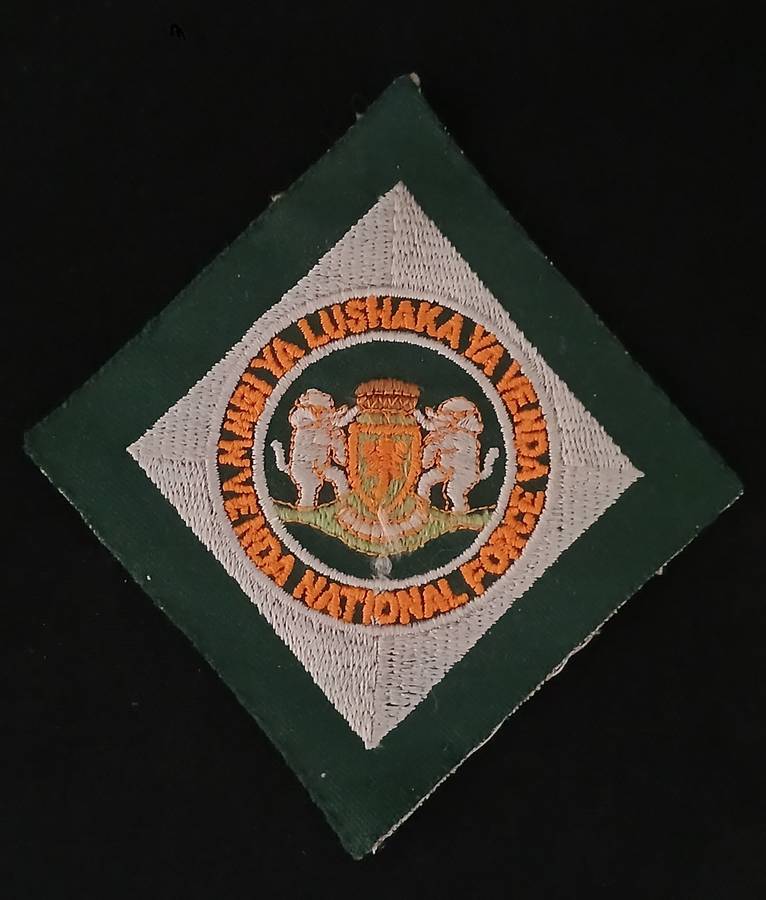 MMBI YA LUSHAKA YA VENDA
VENDA NATIONAL FORCE